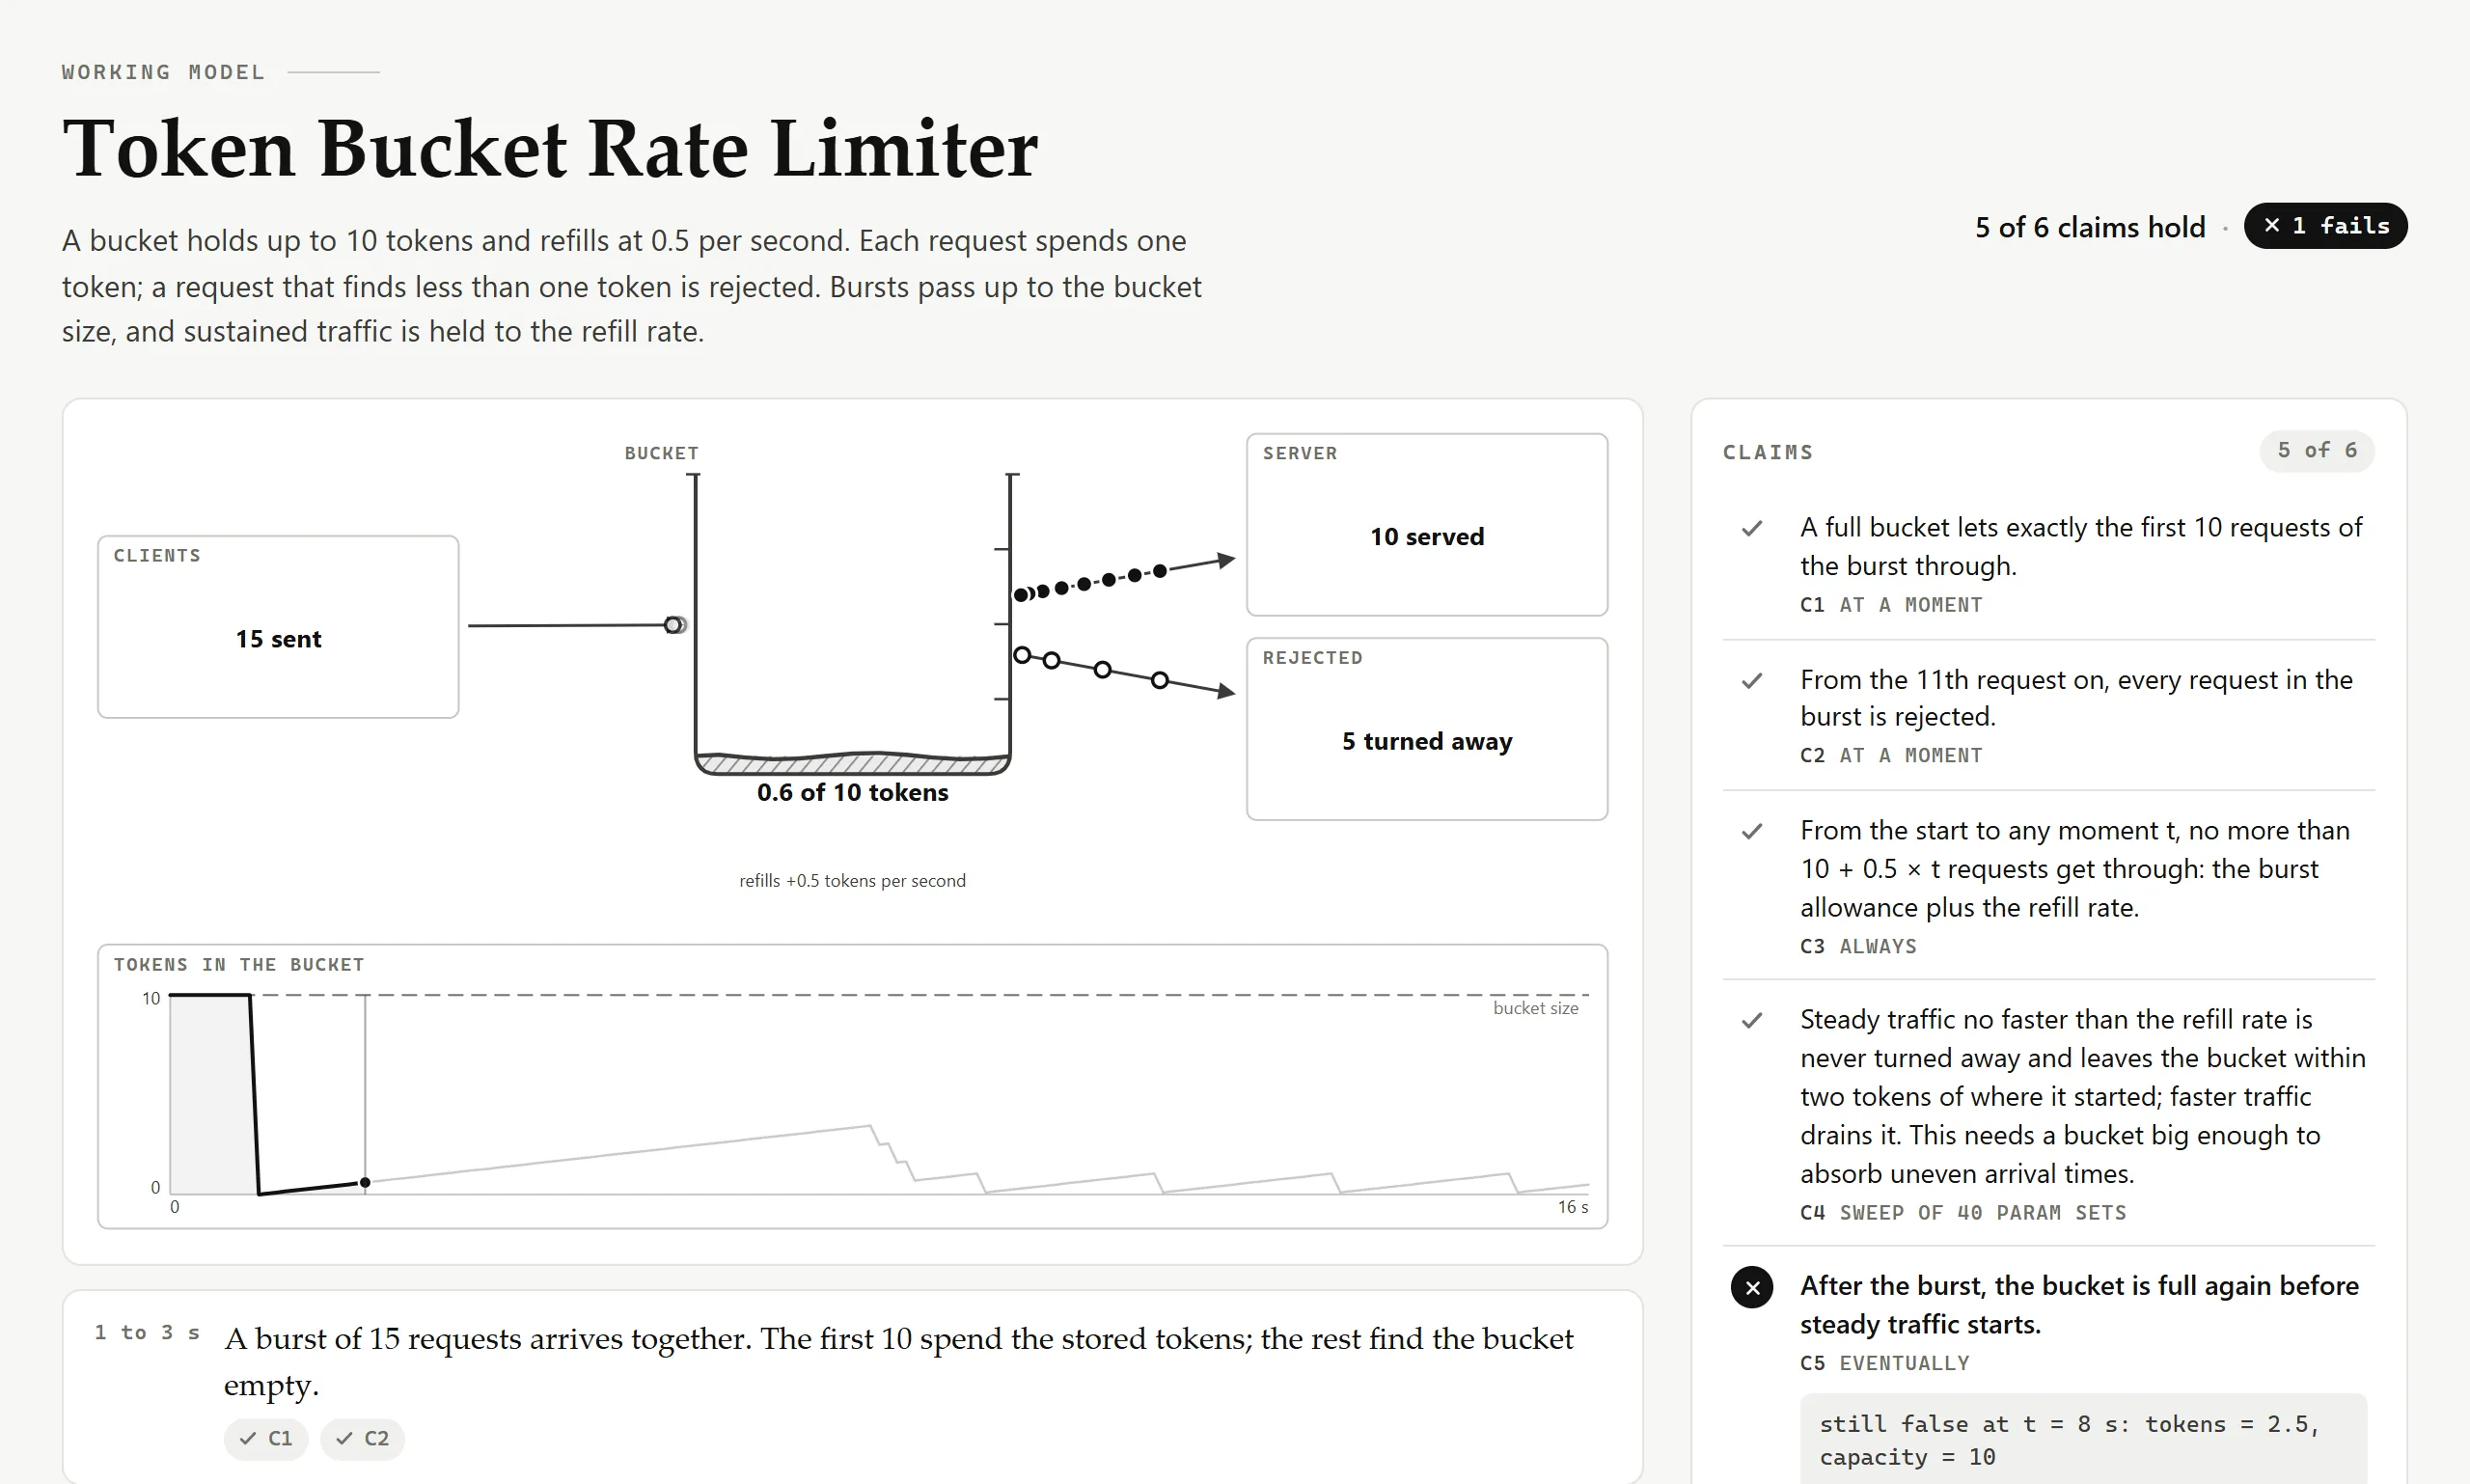 WORKING MODEL
Token Bucket Rate Limiter
A bucket holds up to 10 tokens and refills at 0.5 per second. Each request spends one
token; a request that finds less than one token is rejected. Bursts pass up to the bucket
size, and sustained traffic is held to the refill rate.
5 of 6 claims hold · × 1 fails
BUCKET
CLIENTS
15 sent
SERVER
10 served
REJECTED
5 turned away
0.6 of 10 tokens
refills +0.5 tokens per second
TOKENS IN THE BUCKET
10
bucket size
0
0
16 s
1 to 3 s
A burst of 15 requests arrives together. The first 10 spend the stored tokens; the rest find the bucket
empty.
✓ C1 ✓ C2
CLAIMS
5 of 6
A full bucket lets exactly the first 10 requests of
the burst through.
C1 AT A MOMENT
From the 11th request on, every request in the
burst is rejected.
C2 AT A MOMENT
From the start to any moment t, no more than
10 + 0.5 × t requests get through: the burst
allowance plus the refill rate.
C3 ALWAYS
Steady traffic no faster than the refill rate is
never turned away and leaves the bucket within
two tokens of where it started; faster traffic
drains it. This needs a bucket big enough to
absorb uneven arrival times.
C4 SWEEP OF 40 PARAM SETS
After the burst, the bucket is full again before
steady traffic starts.
C5 EVENTUALLY
still false at t = 8 s: tokens = 2.5,
capacity = 10